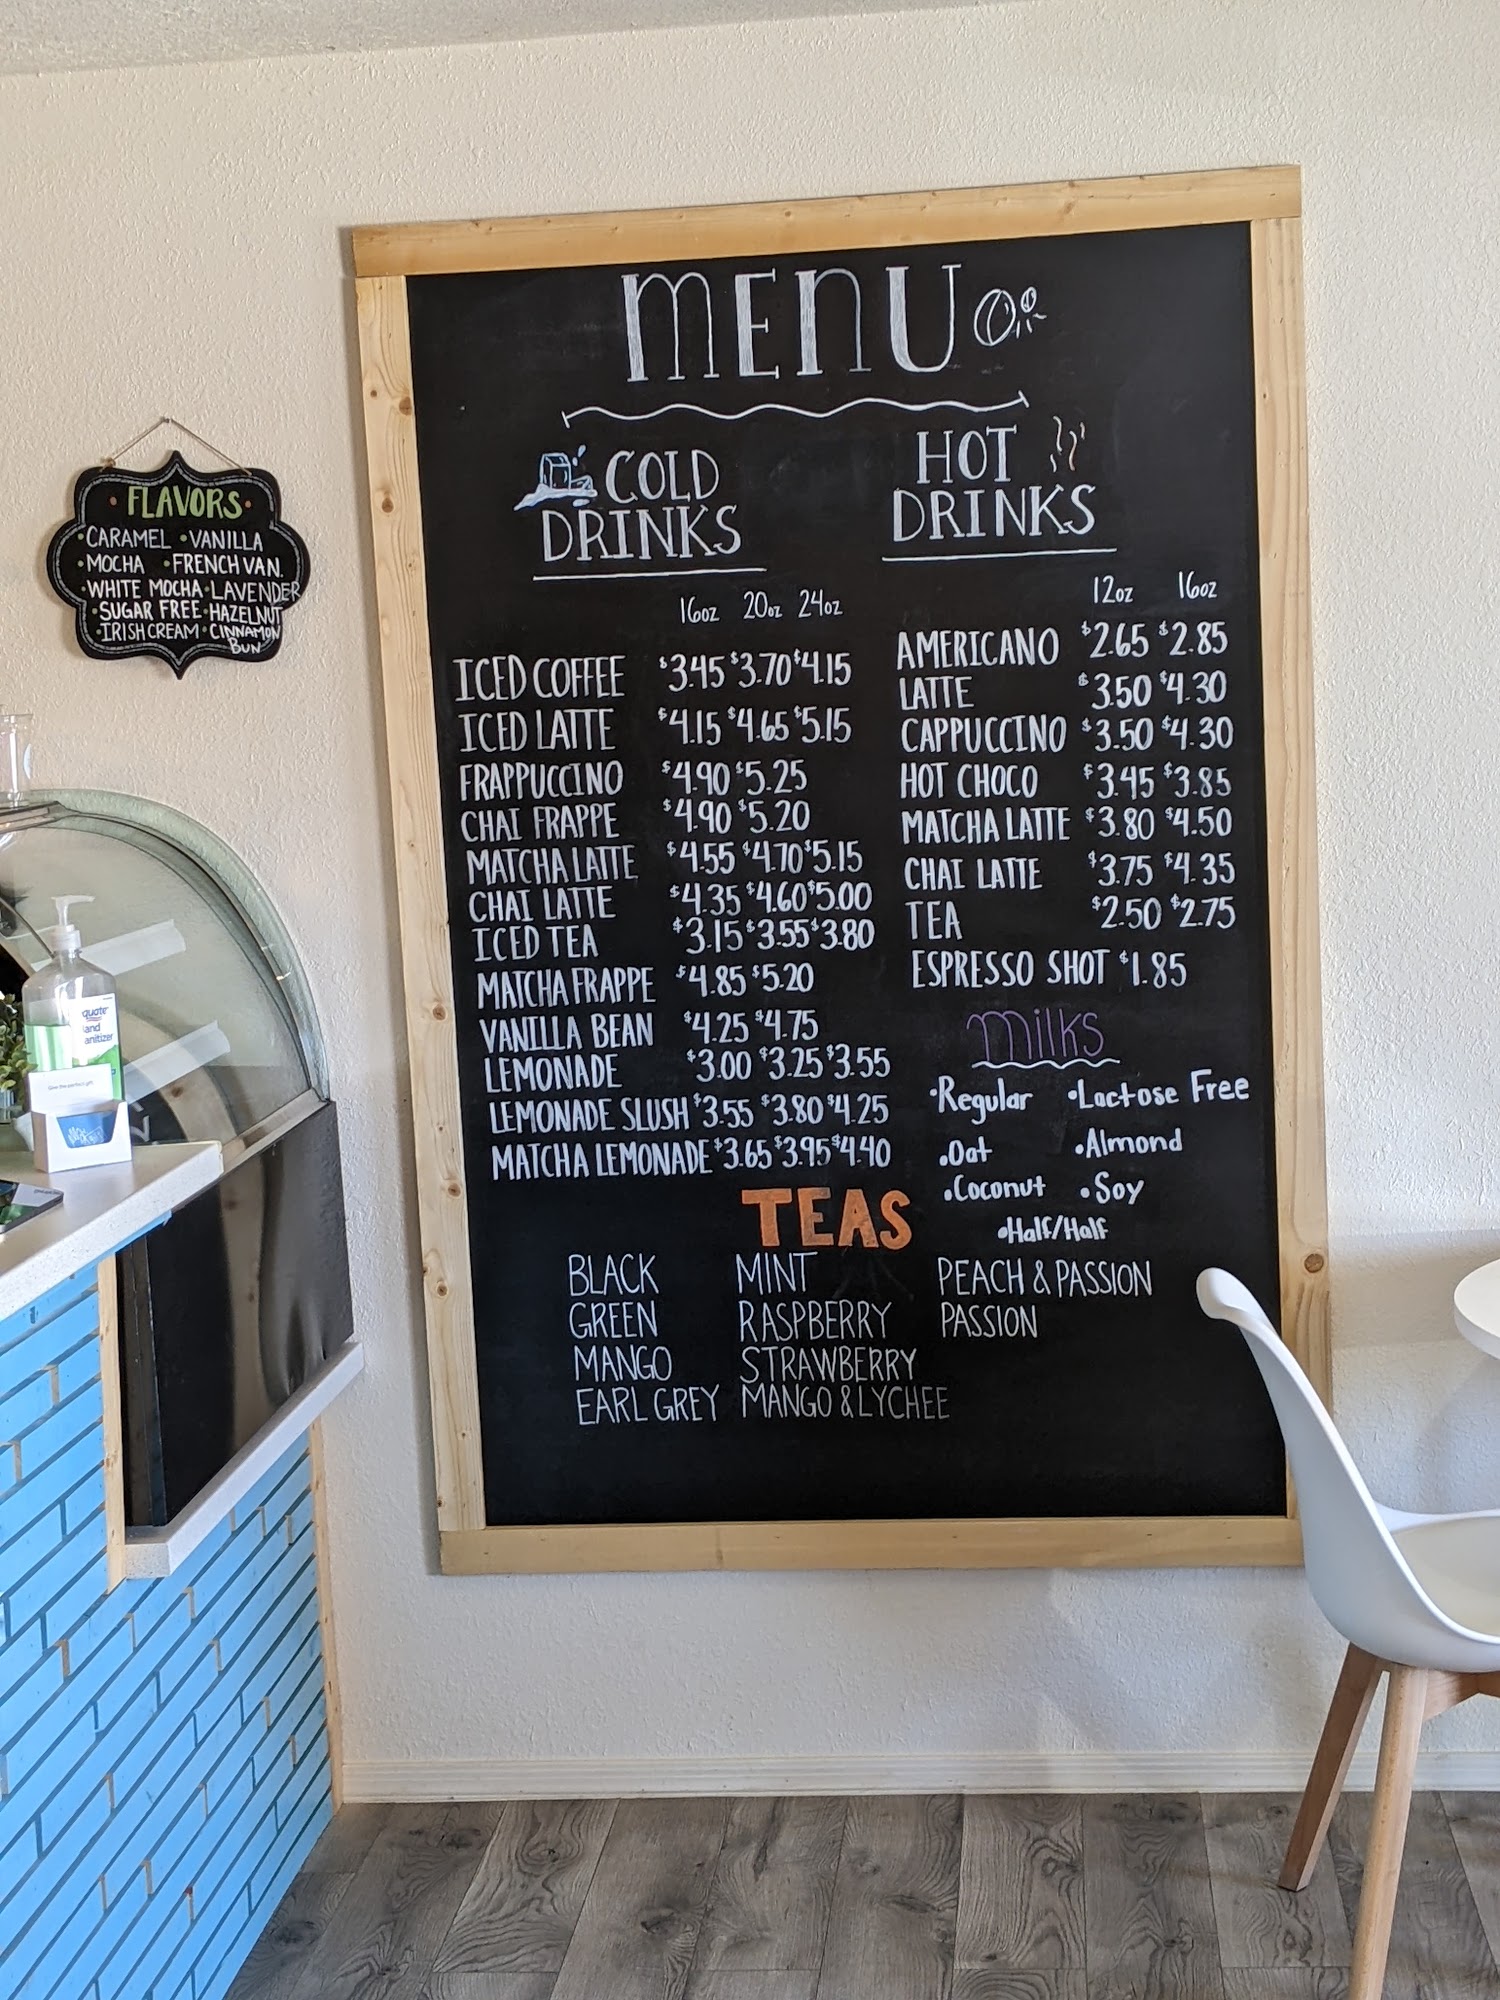 MENU
COLD
DRINKS
16oz 20oz 24oz
ICED COFFEE $3.45 $3.70 $4.15
ICED LATTE $4.15 $4.65 $5.15
FRAPPUCCINO $4.90 $5.25
CHAI FRAPPE $4.90 $5.20
MATCHA LATTE $4.55 $4.70 $5.15
CHAI LATTE $4.35 $4.60 $5.00
ICED TEA $3.15 $3.55 $3.80
MATCHA FRAPPE $4.85 $5.20
VANILLA BEAN $4.25 $4.75
LEMONADE $3.00 $3.25 $3.55
LEMONADE SLUSH $3.55 $3.80 $4.25
MATCHA LEMONADE $3.65 $3.95 $4.40
HOT
DRINKS
12oz 16oz
AMERICANO $2.65 $2.85
LATTE $3.50 $4.30
CAPPUCCINO $3.50 $4.30
HOT CHOCO $3.45 $3.85
MATCHA LATTE $3.80 $4.50
CHAI LATTE $3.75 $4.35
TEA $2.50 $2.75
ESPRESSO SHOT $1.85
Milks
•Regular •Lactose Free
•Oat •Almond
•Coconut •Soy
•Half/Half
TEAS
BLACK MINT PEACH & PASSION
GREEN RASPBERRY PASSION
MANGO STRAWBERRY
EARL GREY MANGO & LYCHEE
• FLAVORS •
•CARAMEL •VANILLA
•MOCHA •FRENCH VAN.
•WHITE MOCHA •LAVENDER
•SUGAR FREE •HAZELNUT
•IRISH CREAM •CINNAMON
BUN
equate
hand
sanitizer
Give the perfect gift